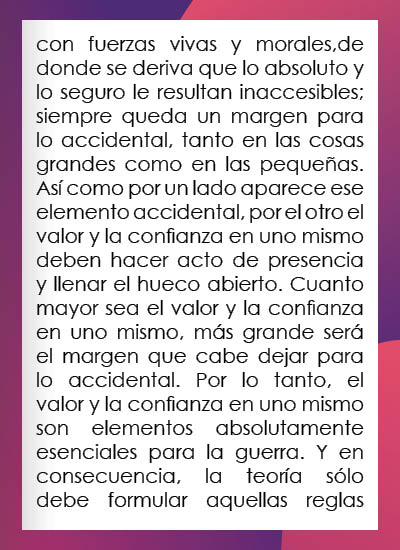 con fuerzas vivas y morales,de
donde se deriva que lo absoluto y
lo seguro le resultan inaccesibles;
siempre queda un margen para
lo accidental, tanto en las cosas
grandes como en las pequeñas.
Así como por un lado aparece ese
elemento accidental, por el otro el
valor y la confianza en uno mismo
deben hacer acto de presencia
y llenar el hueco abierto. Cuanto
mayor sea el valor y la confianza
en uno mismo, más grande será
el margen que cabe dejar para
lo accidental. Por lo tanto, el
valor y la confianza en uno mismo
son elementos absolutamente
esenciales para la guerra. Y en
consecuencia, la teoría sólo
debe formular aquellas reglas